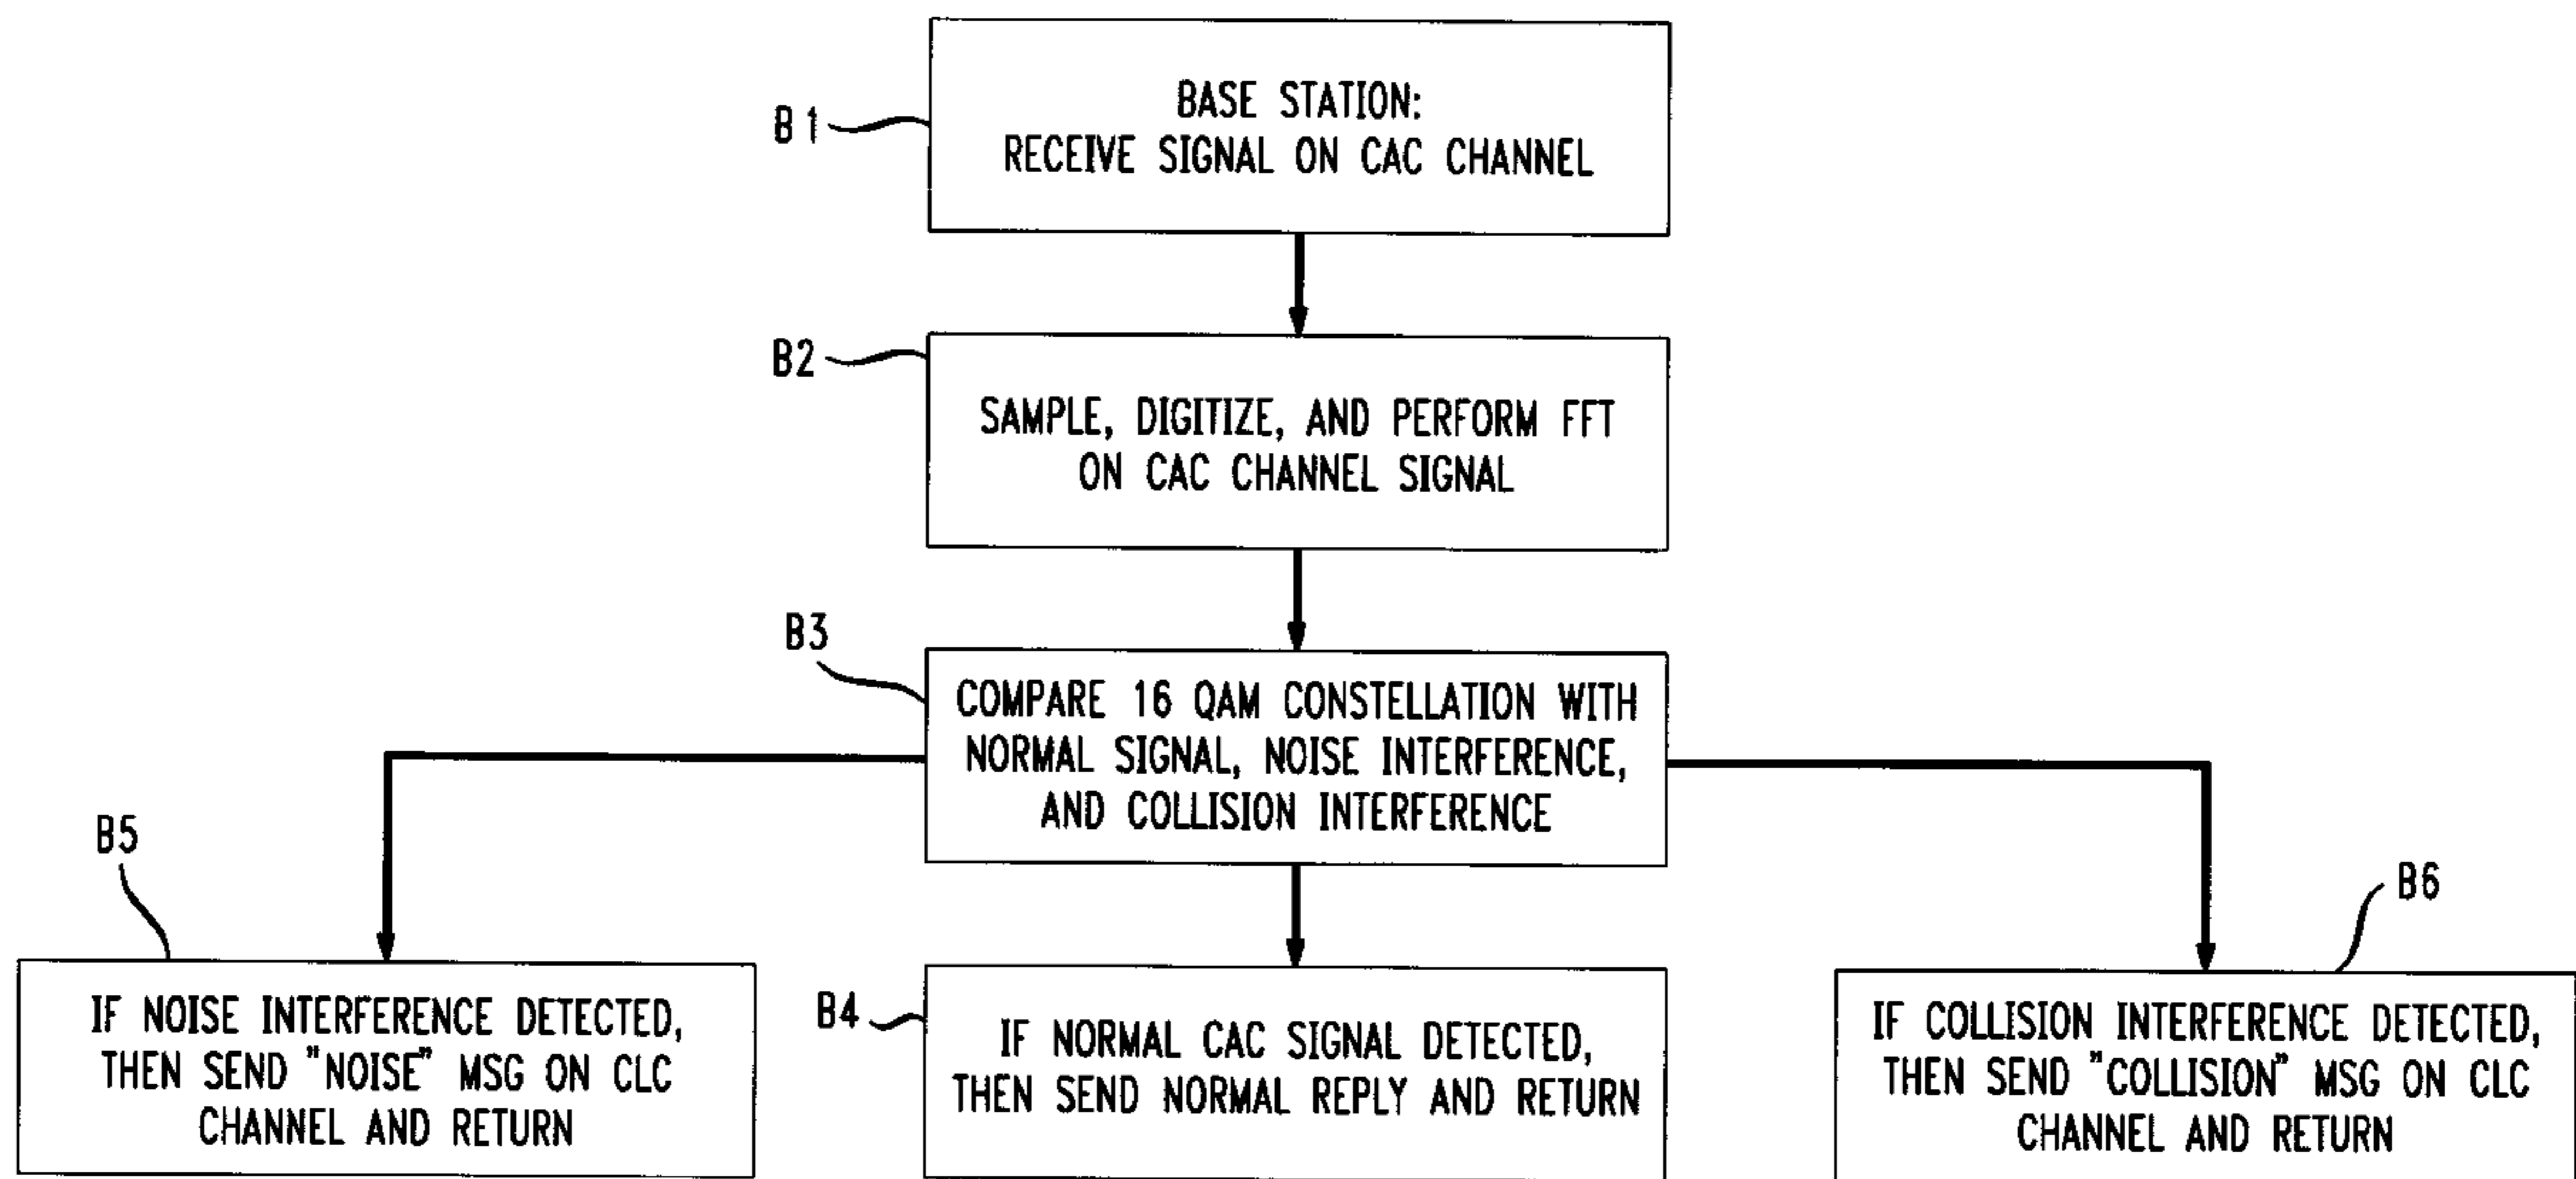 B1
BASE STATION:
RECEIVE SIGNAL ON CAC CHANNEL
B2
SAMPLE, DIGITIZE, AND PERFORM FFT
ON CAC CHANNEL SIGNAL
B3
COMPARE 16 QAM CONSTELLATION WITH
NORMAL SIGNAL, NOISE INTERFERENCE,
AND COLLISION INTERFERENCE
B5
IF NOISE INTERFERENCE DETECTED,
THEN SEND "NOISE" MSG ON CLC
CHANNEL AND RETURN
B4
IF NORMAL CAC SIGNAL DETECTED,
THEN SEND NORMAL REPLY AND RETURN
B6
IF COLLISION INTERFERENCE DETECTED,
THEN SEND "COLLISION" MSG ON CLC
CHANNEL AND RETURN